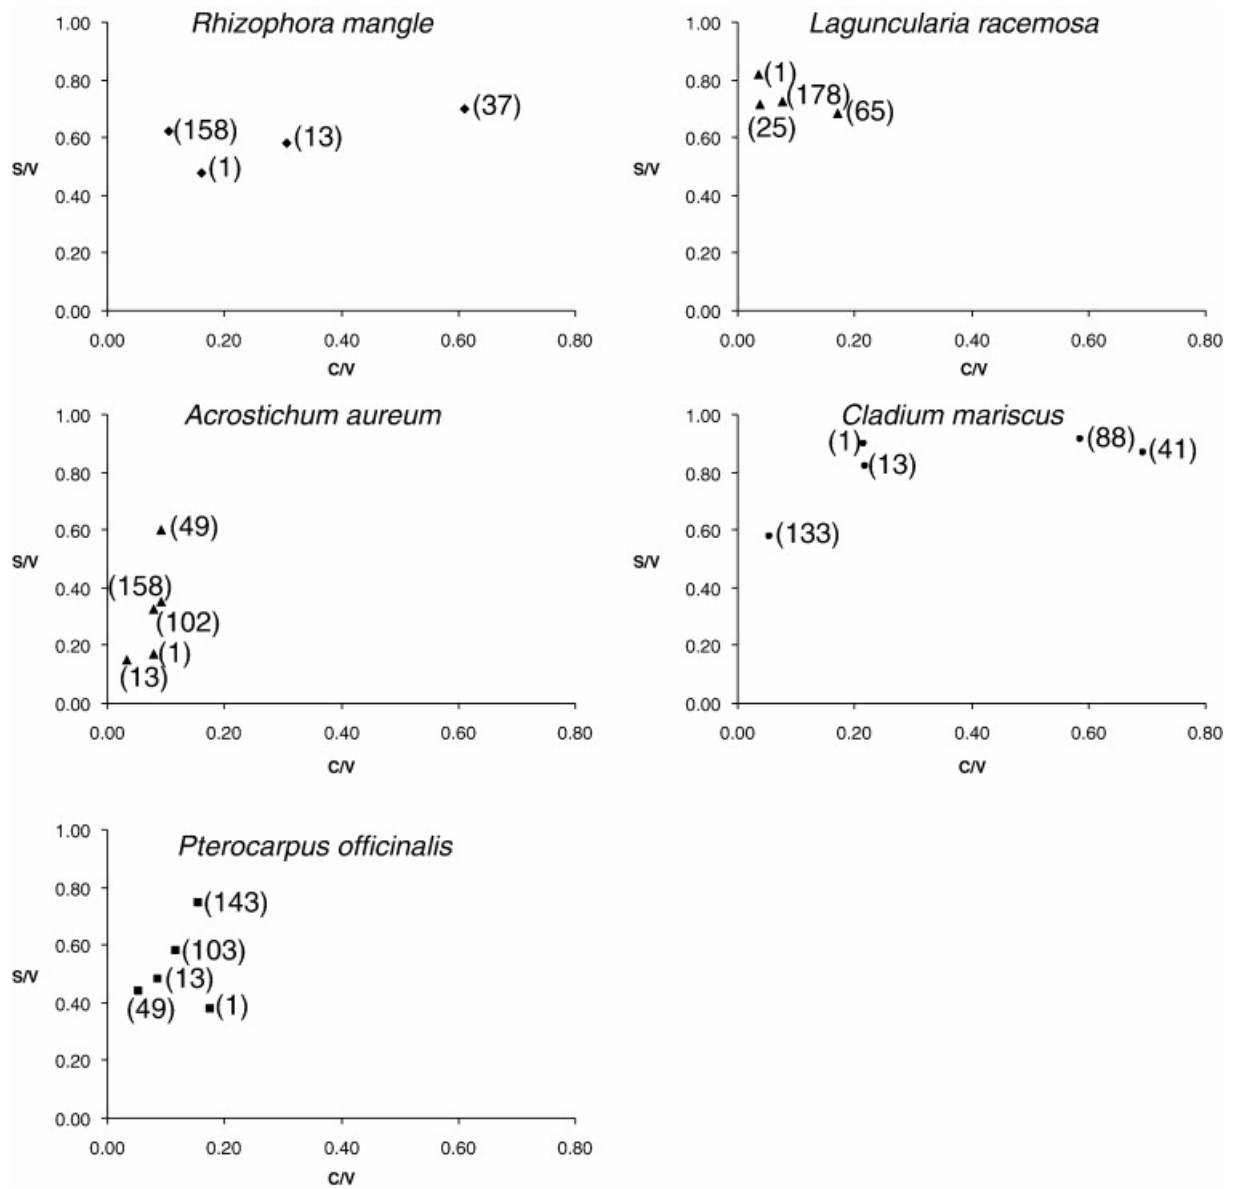 Rhizophora mangle
1.00
0.80
0.60
0.40
0.20
0.00
S/V
(158)
(1)
(13)
(37)
0.00 0.20 0.40 0.60 0.80
C/V
Laguncularia racemosa
1.00
0.80
0.60
0.40
0.20
0.00
S/V
(1)
(178)
(65)
(25)
0.00 0.20 0.40 0.60 0.80
C/V
Acrostichum aureum
1.00
0.80
0.60
0.40
0.20
0.00
S/V
(49)
(158)
(102)
(1)
(13)
0.00 0.20 0.40 0.60 0.80
C/V
Cladium mariscus
1.00
0.80
0.60
0.40
0.20
0.00
S/V
(1)
(13)
(88)
(41)
(133)
0.00 0.20 0.40 0.60 0.80
C/V
Pterocarpus officinalis
1.00
0.80
0.60
0.40
0.20
0.00
S/V
(143)
(103)
(13)
(49)
(1)
0.00 0.20 0.40 0.60 0.80
C/V